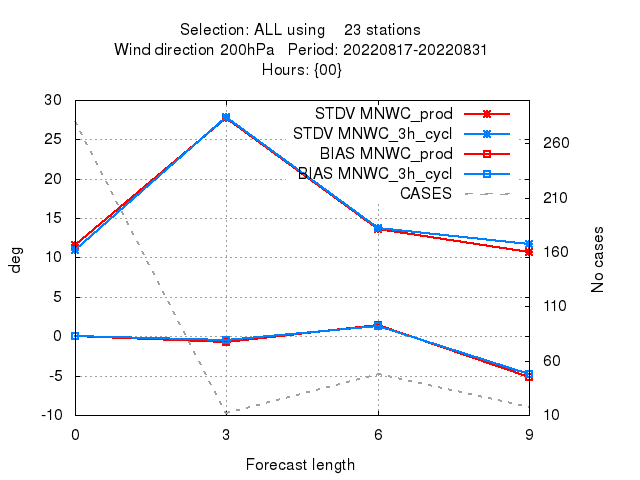 Selection: ALL using 23 stations
Wind direction 200hPa Period: 20220817-20220831
Hours: {00}
30
25
20
15
10
5
0
-5
-10
deg
STDV MNWC_prod
STDV MNWC_3h_cycl
BIAS MNWC_prod
BIAS MNWC_3h_cycl
CASES
260
210
160
110
60
10
No cases
0 3 6 9
Forecast length